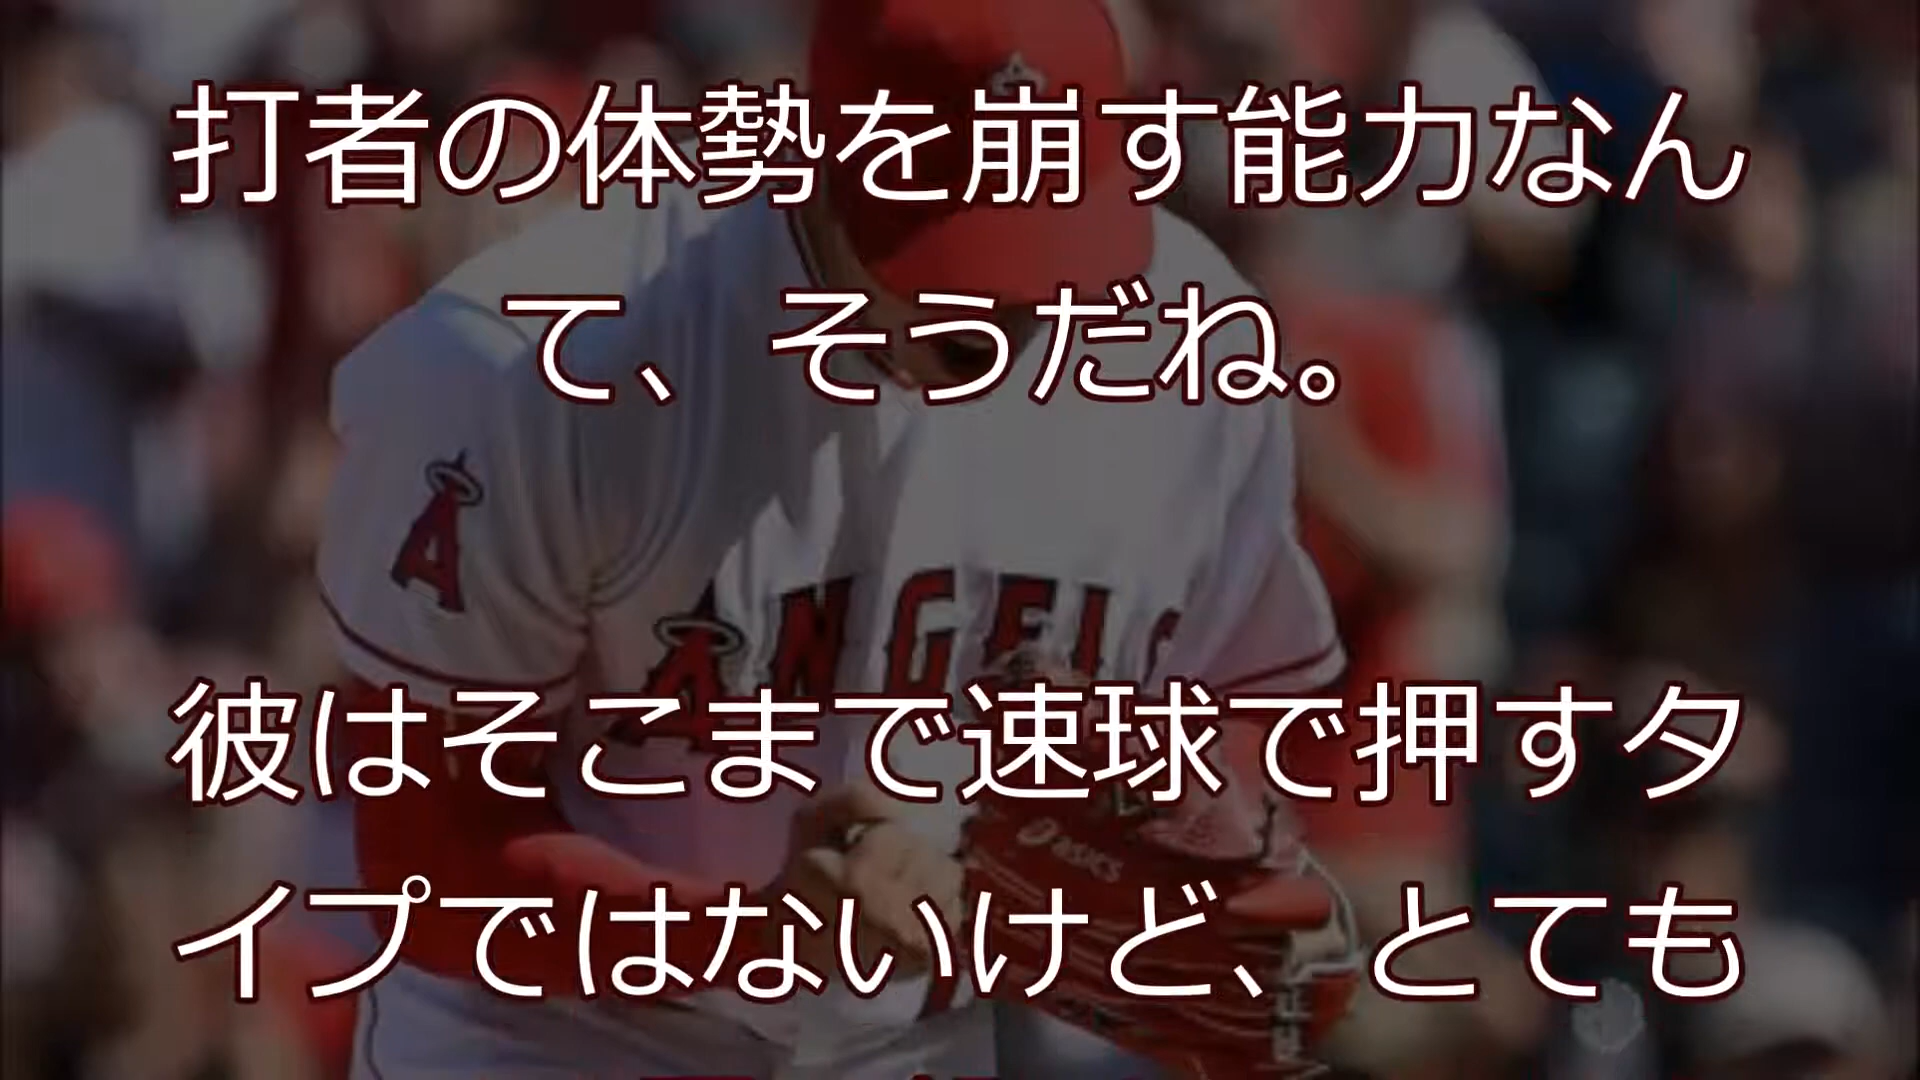 打者の体勢を崩す能力なん
て、そうだね。
彼はそこまで速球で押すタ
イプではないけど、とても
A
ANGELS
asics